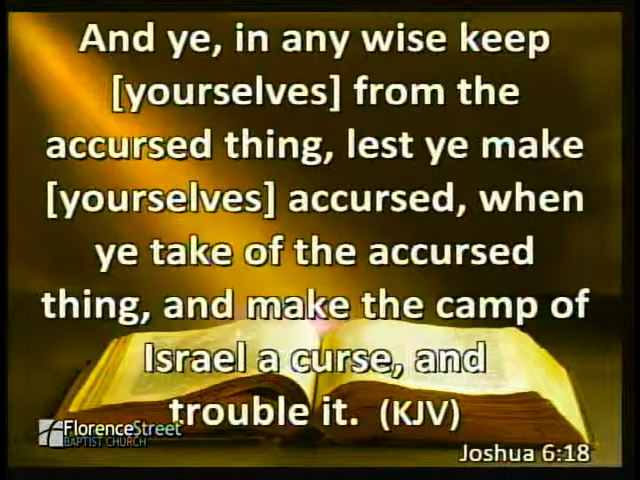 And ye, in any wise keep
[yourselves] from the
accursed thing, lest ye make
[yourselves] accursed, when
ye take of the accursed
thing, and make the camp of
Israel a curse, and
trouble it. (KJV)
FlorenceStreet
BAPTIST CHURCH
Joshua 6:18